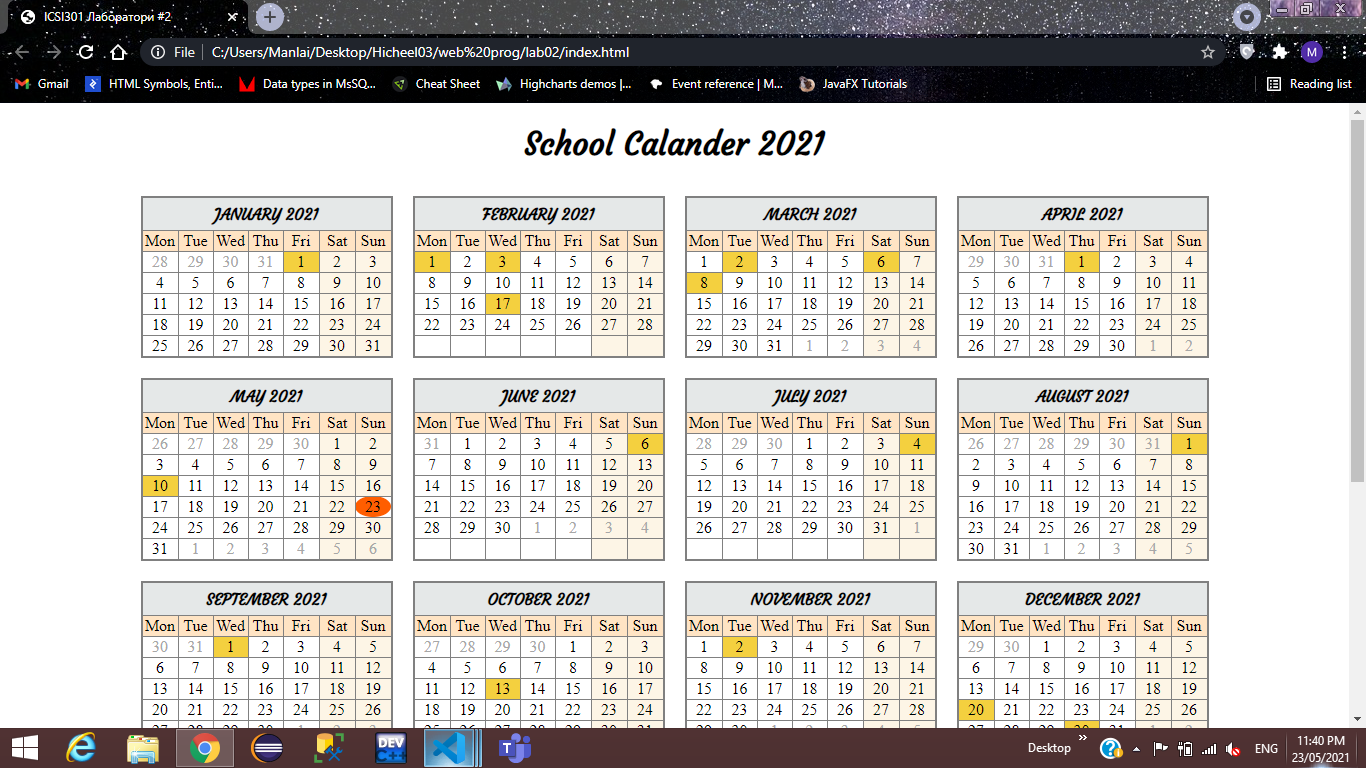 ICSI301 Лаборатори #2
File C:/Users/Manlai/Desktop/Hicheel03/web%20prog/lab02/index.html
M
Gmail HTML Symbols, Enti... Data types in MsSQ... Cheat Sheet Highcharts demos |... Event reference | M... JavaFX Tutorials Reading list
School Calander 2021
JANUARY 2021
Mon Tue Wed Thu Fri Sat Sun
28 29 30 31 1 2 3
4 5 6 7 8 9 10
11 12 13 14 15 16 17
18 19 20 21 22 23 24
25 26 27 28 29 30 31
FEBRUARY 2021
Mon Tue Wed Thu Fri Sat Sun
1 2 3 4 5 6 7
8 9 10 11 12 13 14
15 16 17 18 19 20 21
22 23 24 25 26 27 28
MARCH 2021
Mon Tue Wed Thu Fri Sat Sun
1 2 3 4 5 6 7
8 9 10 11 12 13 14
15 16 17 18 19 20 21
22 23 24 25 26 27 28
29 30 31 1 2 3 4
APRIL 2021
Mon Tue Wed Thu Fri Sat Sun
29 30 31 1 2 3 4
5 6 7 8 9 10 11
12 13 14 15 16 17 18
19 20 21 22 23 24 25
26 27 28 29 30 1 2
MAY 2021
Mon Tue Wed Thu Fri Sat Sun
26 27 28 29 30 1 2
3 4 5 6 7 8 9
10 11 12 13 14 15 16
17 18 19 20 21 22 23
24 25 26 27 28 29 30
31 1 2 3 4 5 6
JUNE 2021
Mon Tue Wed Thu Fri Sat Sun
31 1 2 3 4 5 6
7 8 9 10 11 12 13
14 15 16 17 18 19 20
21 22 23 24 25 26 27
28 29 30 1 2 3 4
JULY 2021
Mon Tue Wed Thu Fri Sat Sun
28 29 30 1 2 3 4
5 6 7 8 9 10 11
12 13 14 15 16 17 18
19 20 21 22 23 24 25
26 27 28 29 30 31 1
AUGUST 2021
Mon Tue Wed Thu Fri Sat Sun
26 27 28 29 30 31 1
2 3 4 5 6 7 8
9 10 11 12 13 14 15
16 17 18 19 20 21 22
23 24 25 26 27 28 29
30 31 1 2 3 4 5
SEPTEMBER 2021
Mon Tue Wed Thu Fri Sat Sun
30 31 1 2 3 4 5
6 7 8 9 10 11 12
13 14 15 16 17 18 19
20 21 22 23 24 25 26
OCTOBER 2021
Mon Tue Wed Thu Fri Sat Sun
27 28 29 30 1 2 3
4 5 6 7 8 9 10
11 12 13 14 15 16 17
18 19 20 21 22 23 24
NOVEMBER 2021
Mon Tue Wed Thu Fri Sat Sun
1 2 3 4 5 6 7
8 9 10 11 12 13 14
15 16 17 18 19 20 21
22 23 24 25 26 27 28
DECEMBER 2021
Mon Tue Wed Thu Fri Sat Sun
29 30 1 2 3 4 5
6 7 8 9 10 11 12
13 14 15 16 17 18 19
20 21 22 23 24 25 26
DEV C++
Desktop » ENG 11:40 PM
23/05/2021